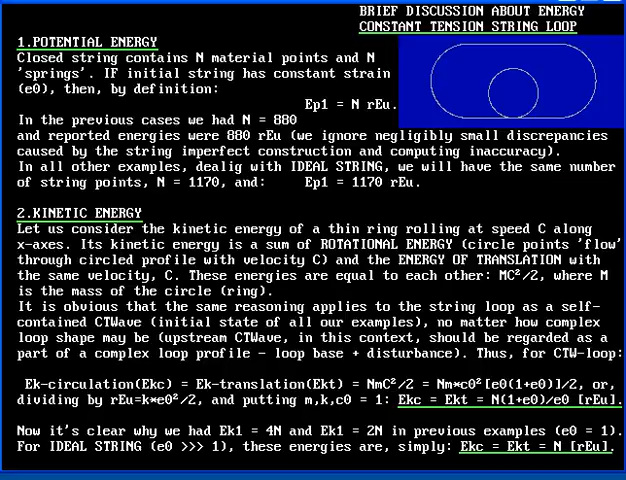 BRIEF DISCUSSION ABOUT ENERGY
CONSTANT TENSION STRING LOOP
1.POTENTIAL ENERGY
Closed string contains N material points and N
'springs'. IF initial string has constant strain
(e0), then, by definition:
Ep1 = N rEu.
In the previous cases we had N = 880
and reported energies were 880 rEu (we ignore negligibly small discrepancies
caused by the string imperfect construction and computing inaccuracy).
In all other examples, dealig with IDEAL STRING, we will have the same number
of string points, N = 1170, and: Ep1 = 1170 rEu.
2.KINETIC ENERGY
Let us consider the kinetic energy of a thin ring rolling at speed C along
x-axes. Its kinetic energy is a sum of ROTATIONAL ENERGY (circle points 'flow'
through circled profile with velocity C) and the ENERGY OF TRANSLATION with
the same velocity, C. These energies are equal to each other: MC²/2, where M
is the mass of the circle (ring).
It is obvious that the same reasoning applies to the string loop as a self-
contained CTWave (initial state of all our examples), no matter how complex
loop shape may be (upstream CTWave, in this context, should be regarded as a
part of a complex loop profile - loop base + disturbance). Thus, for CTW-loop:
Ek-circulation(Ekc) = Ek-translation(Ekt) = NmC²/2 = Nm*c0²[e0(1+e0)]/2, or,
dividing by rEu=k*e0²/2, and putting m,k,c0 = 1: Ekc = Ekt = N(1+e0)/e0 [rEu].
Now it's clear why we had Ek1 = 4N and Ek1 = 2N in previous examples (e0 = 1).
For IDEAL STRING (e0 >>> 1), these energies are, simply: Ekc = Ekt = N [rEu].